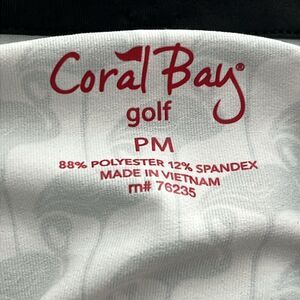 Coral Bay®
golf
PM
88% POLYESTER 12% SPANDEX
MADE IN VIETNAM
rn# 76235